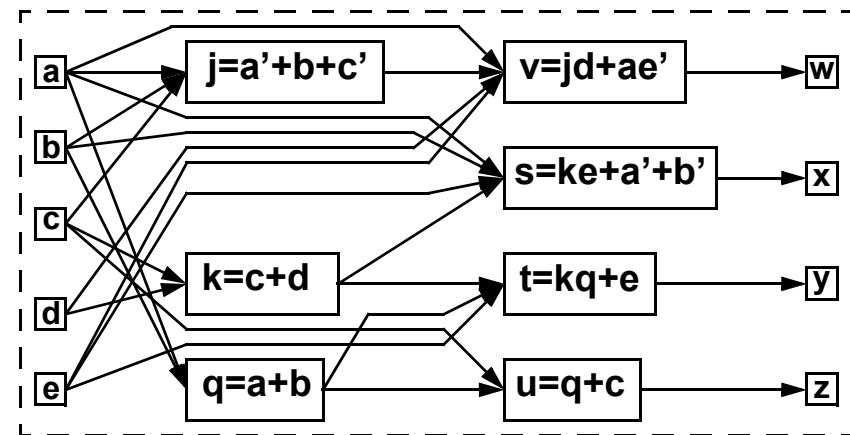 a
j=a’+b+c’
v=jd+ae’
w
b
s=ke+a’+b’
x
c
k=c+d
t=kq+e
y
d
e
q=a+b
u=q+c
z